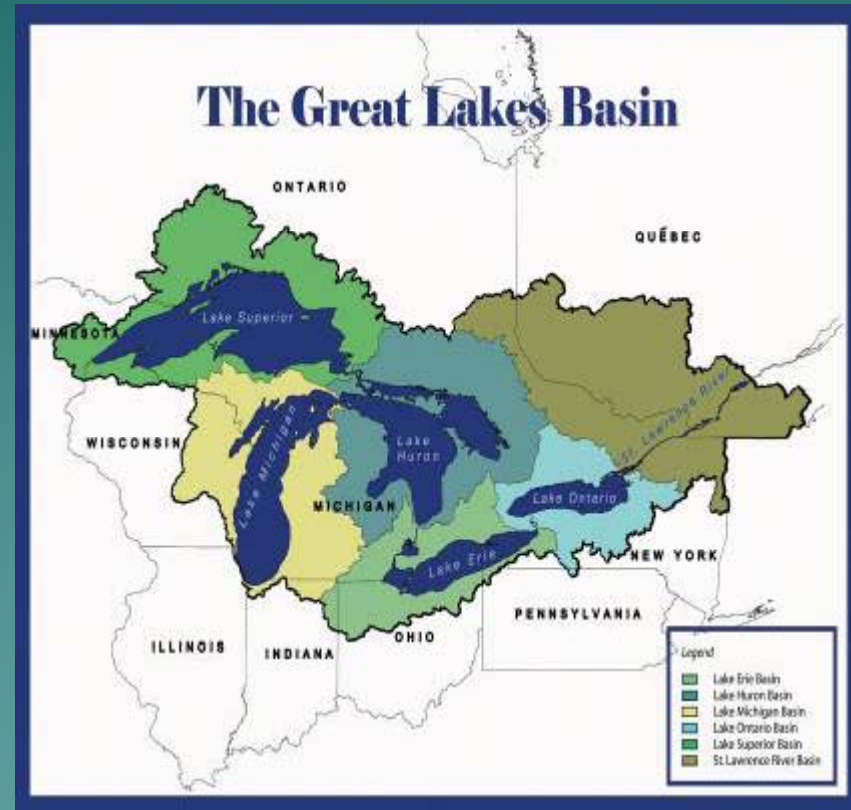 The Great Lakes Basin
ONTARIO
QUÉBEC
Lake Superior
MINNESOTA
St. Lawrence River
WISCONSIN
Lake Michigan
Lake
Huron
MICHIGAN
Lake Ontario
Lake Erie
NEW YORK
PENNSYLVANIA
OHIO
ILLINOIS
INDIANA
Legend
Lake Erie Basin
Lake Huron Basin
Lake Michigan Basin
Lake Ontario Basin
Lake Superior Basin
St. Lawrence River Basin